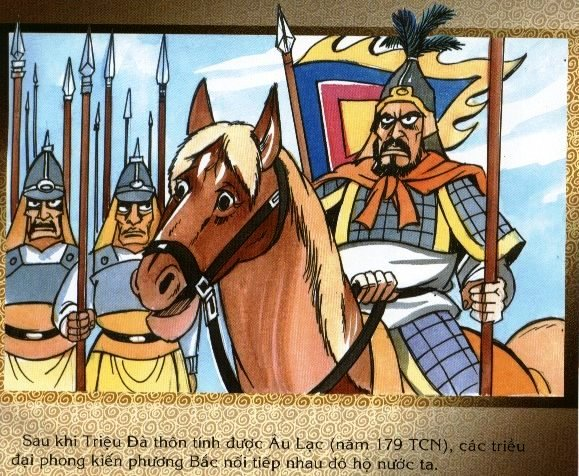 Sau khi Triệu Đà thôn tính được Âu Lạc (năm 179 TCN), các triều
đại phong kiến phương Bắc nối tiếp nhau đô hộ nước ta.